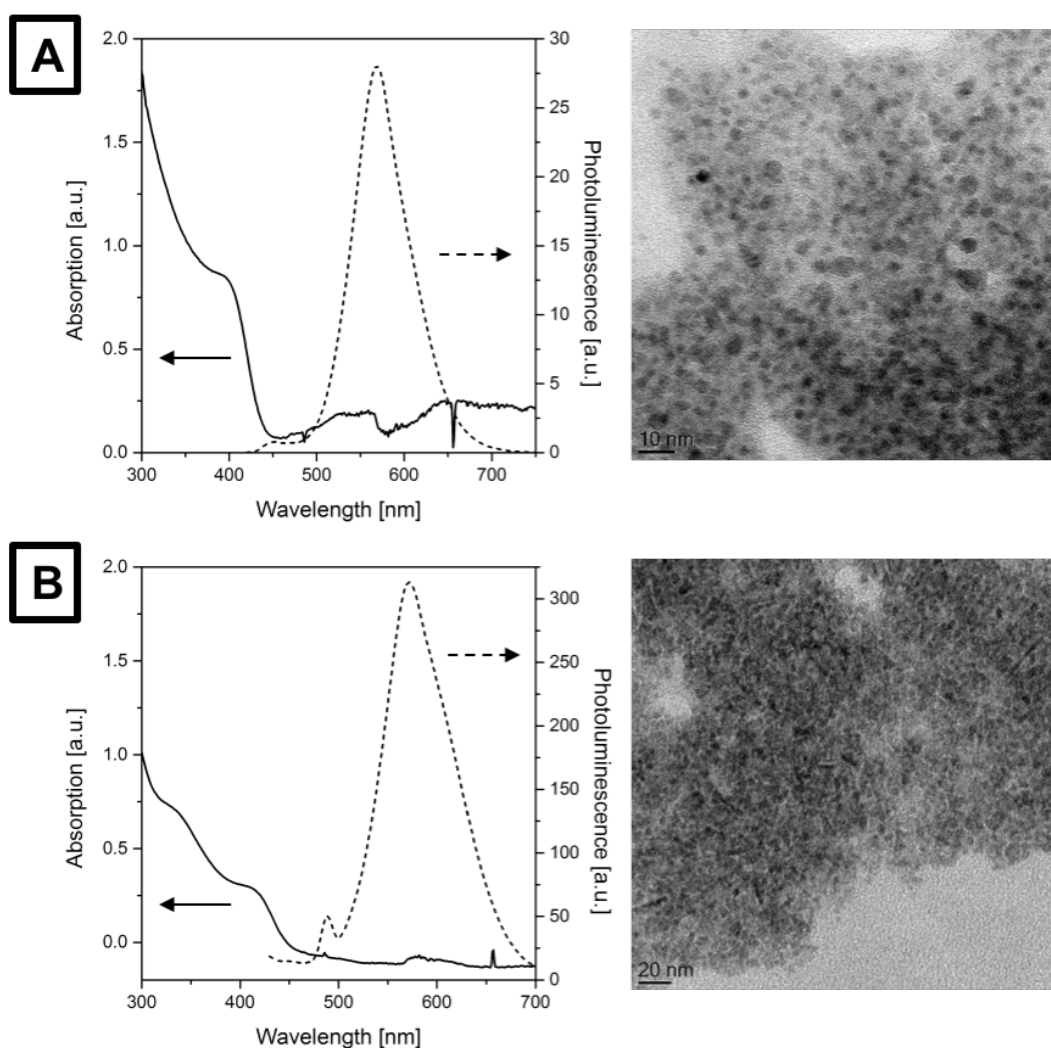 A
2.0
1.5
1.0
0.5
0.0
30
25
20
15
10
5
0
300 400 500 600 700
Absorption [a.u.]
Photoluminescence [a.u.]
Wavelength [nm]
10 nm
B
2.0
1.5
1.0
0.5
0.0
300
250
200
150
100
50
0
300 400 500 600 700
Absorption [a.u.]
Photoluminescence [a.u.]
Wavelength [nm]
20 nm